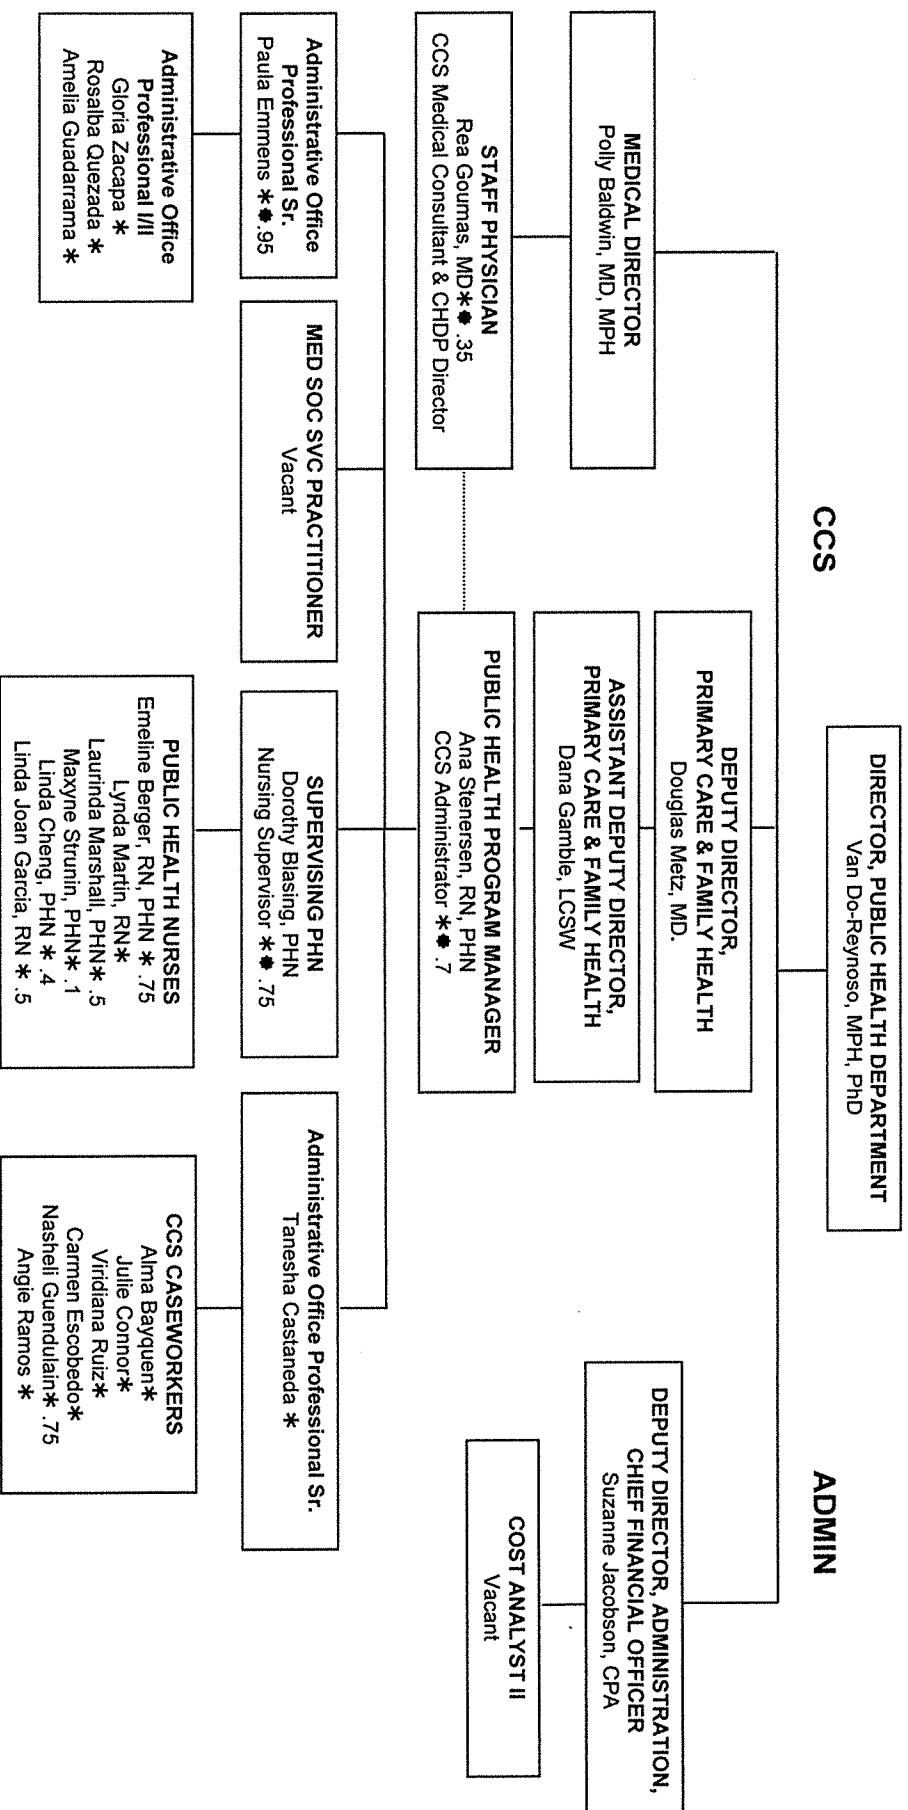 CCS
ADMIN
DIRECTOR, PUBLIC HEALTH DEPARTMENT
Van Do-Reynoso, MPH, PhD
MEDICAL DIRECTOR
Polly Baldwin, MD, MPH
DEPUTY DIRECTOR,
PRIMARY CARE & FAMILY HEALTH
Douglas Metz, MD.
DEPUTY DIRECTOR, ADMINISTRATION,
CHIEF FINANCIAL OFFICER
Suzanne Jacobson, CPA
ASSISTANT DEPUTY DIRECTOR,
PRIMARY CARE & FAMILY HEALTH
Dana Gamble, LCSW
COST ANALYST II
Vacant
STAFF PHYSICIAN
Rea Goumas, MD** .35
CCS Medical Consultant & CHDP Director
PUBLIC HEALTH PROGRAM MANAGER
Ana Stenersen, RN, PHN
CCS Administrator ** .7
Administrative Office
Professional Sr.
Paula Emmens **.95
MED SOC SVC PRACTITIONER
Vacant
SUPERVISING PHN
Dorothy Blasing, PHN
Nursing Supervisor ** .75
Administrative Office Professional Sr.
Tanesha Castaneda *
Administrative Office
Professional I/II
Gloria Zacapa *
Rosalba Quezada *
Amelia Guadarrama *
PUBLIC HEALTH NURSES
Emeline Berger, RN, PHN * .75
Lynda Martin, RN*
Laurinda Marshall, PHN* .5
Maxyne Strunin, PHN* .1
Linda Cheng, PHN * .4
Linda Joan Garcia, RN * .5
CCS CASEWORKERS
Alma Bayquen*
Julie Connor*
Viridiana Ruiz*
Carmen Escobedo*
Nasheli Guendulain* .75
Angie Ramos *